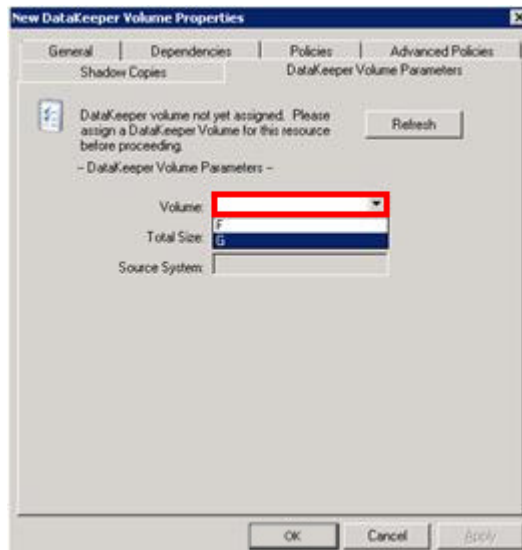 New DataKeeper Volume Properties
General Dependencies Policies Advanced Policies
Shadow Copies DataKeeper Volume Parameters
DataKeeper volume not yet assigned. Please
assign a DataKeeper Volume for this resource
before proceeding.
Refresh
-- DataKeeper Volume Parameters --
Volume:
F
Total Size:
G
Source System:
OK Cancel Apply